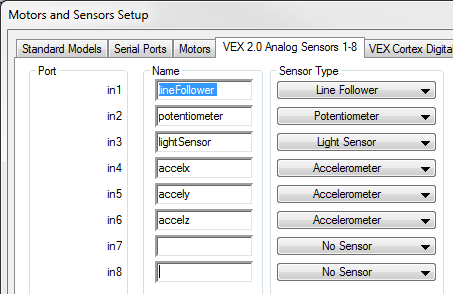 Motors and Sensors Setup
Standard Models Serial Ports Motors VEX 2.0 Analog Sensors 1-8 VEX Cortex Digital
Port Name Sensor Type
in1 lineFollower Line Follower
in2 potentiometer Potentiometer
in3 lightSensor Light Sensor
in4 accelx Accelerometer
in5 accely Accelerometer
in6 accelz Accelerometer
in7 No Sensor
in8 No Sensor